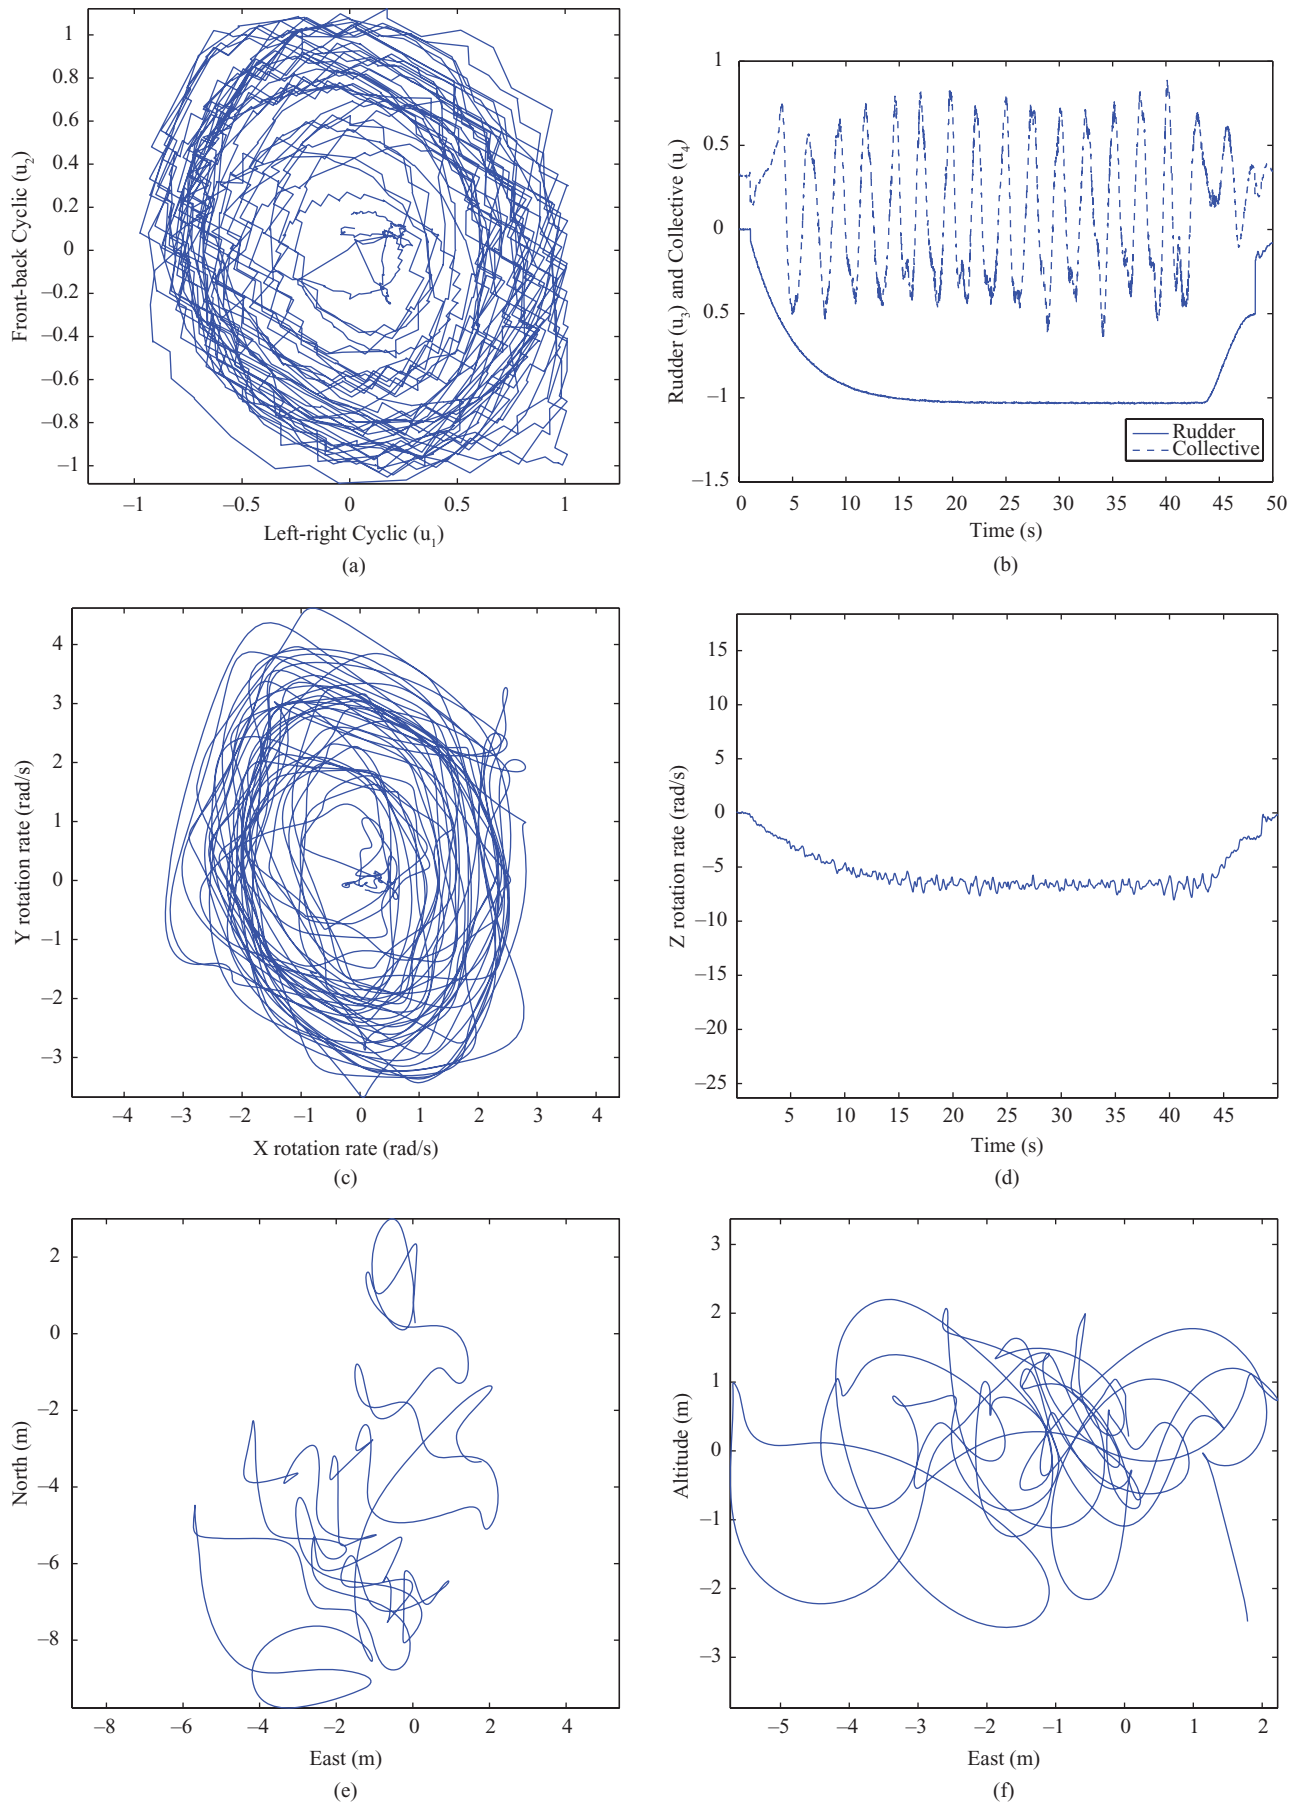 1
0.8
0.6
0.4
0.2
0
−0.2
−0.4
−0.6
−0.8
−1
Front-back Cyclic (u2)
−1 −0.5 0 0.5 1
Left-right Cyclic (u1)
(a)
1
0.5
0
0.5
−1
−1.5
Rudder (u3) and Collective (u4)
Rudder
Collective
0 5 10 15 20 25 30 35 40 45 50
Time (s)
(b)
4
3
2
1
0
−1
−2
−3
Y rotation rate (rad/s)
−4 −3 −2 −1 0 1 2 3 4
X rotation rate (rad/s)
(c)
15
10
5
0
−5
−10
−15
−20
−25
Z rotation rate (rad/s)
5 10 15 20 25 30 35 40 45
Time (s)
(d)
2
0
−2
−4
−6
−8
North (m)
−8 −6 −4 −2 0 2 4
East (m)
(e)
3
2
1
0
−1
−2
−3
Altitude (m)
−5 −4 −3 −2 −1 0 1 2
East (m)
(f)